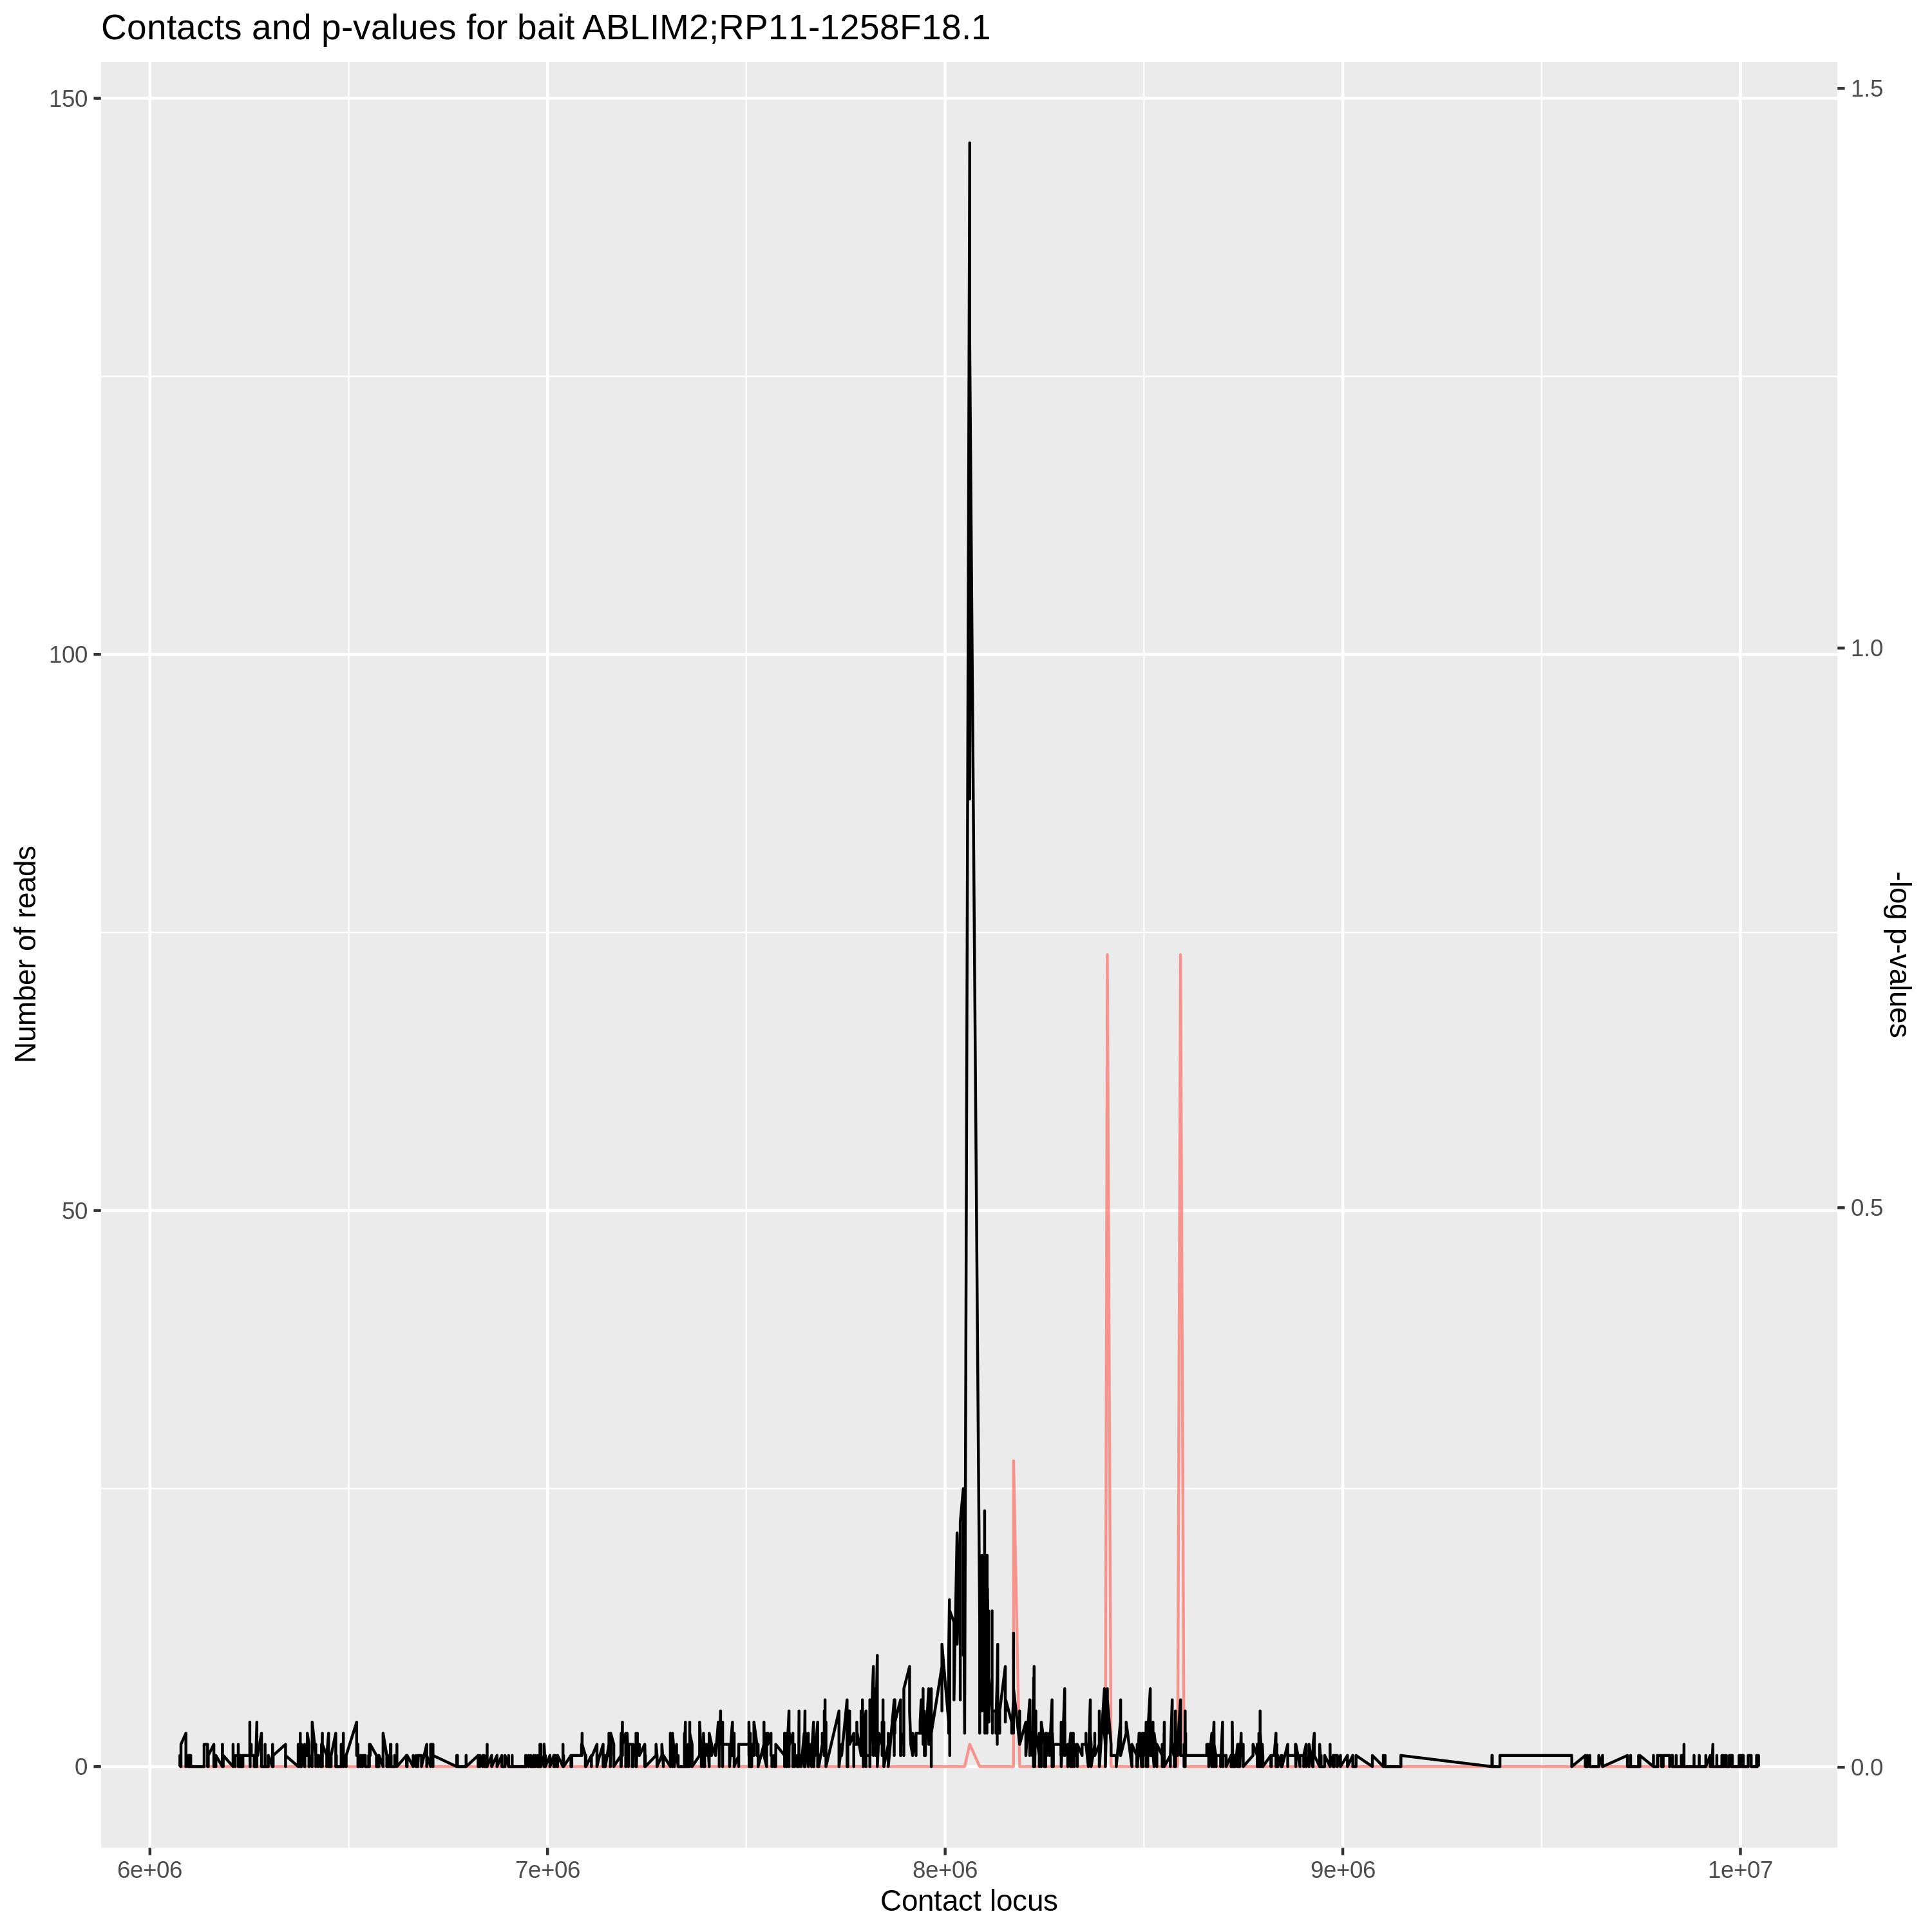 Contacts and p-values for bait ABLIM2;RP11-1258F18.1
150
100
50
0
Number of reads
1.5
1.0
0.5
0.0
-log p-values
6e+06 7e+06 8e+06 9e+06 1e+07
Contact locus